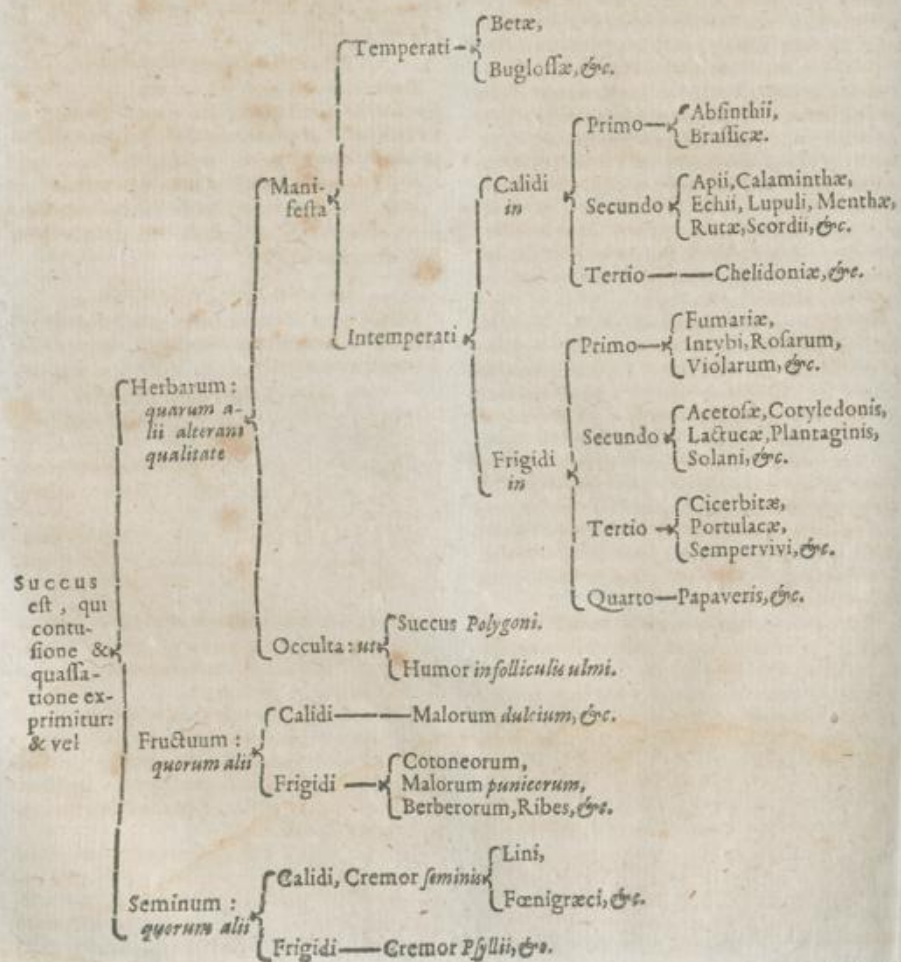 Temperati
Betæ,
Bugloſſæ, &c.
Primo
Abſinthii,
Braſſicæ.
Mani-
feſta
Calidi
in
Secundo
Apii, Calaminthæ,
Echii, Lupuli, Menthæ,
Rutæ, Scordii, &c.
Tertio
Chelidoniæ, &c.
Intemperati
Primo
Fumariæ,
Intybi, Roſarum,
Violarum, &c.
Herbarum :
quarum a-
lii alterant
qualitate
Frigidi
in
Secundo
Acetoſæ, Cotyledonis,
Lactucæ, Plantaginis,
Solani, &c.
Tertio
Cicerbitæ,
Portulacæ,
Sempervivi, &c.
Quarto
Papaveris, &c.
Succus
eſt , qui
contu-
ſione &
quaſſa-
tione ex-
primitur:
& vel
Occulta : ut
Succus Polygoni.
Humor in folliculis ulmi.
Fructuum :
quorum alii
Calidi
Malorum dulcium, &c.
Frigidi
Cotoneorum,
Malorum punicorum,
Berberorum, Ribes, &c.
Seminum :
quorum alii
Calidi, Cremor ſeminis
Lini,
Fœnigræci, &c.
Frigidi
Cremor Pſyllii, &c.